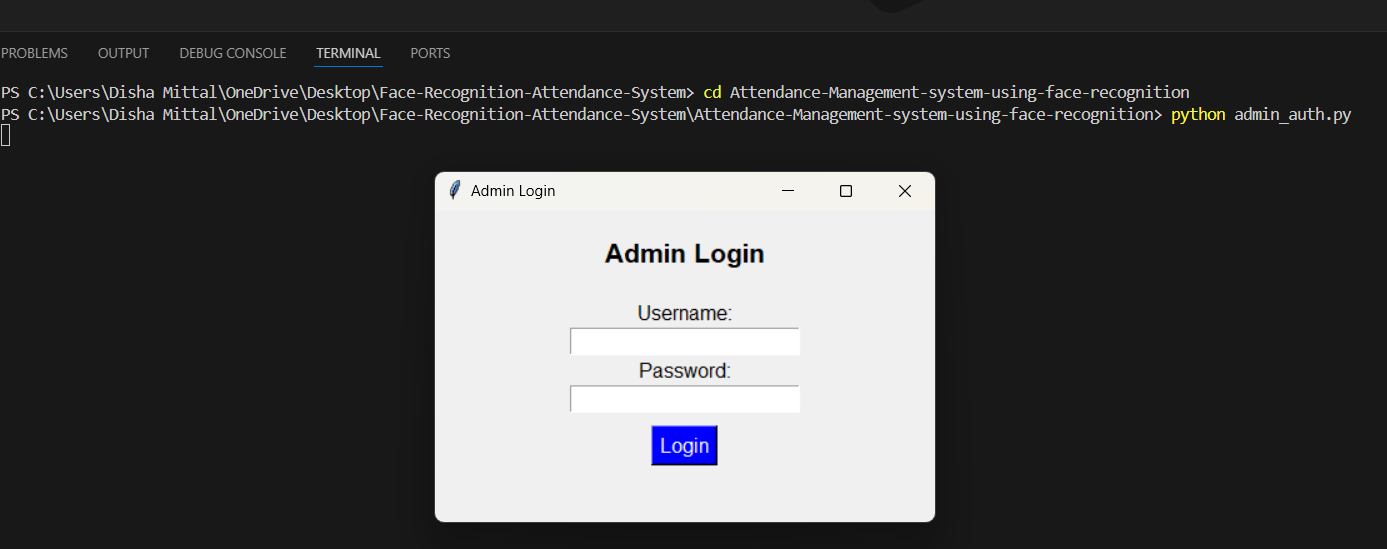 PROBLEMS OUTPUT DEBUG CONSOLE TERMINAL PORTS
PS C:\Users\Disha Mittal\OneDrive\Desktop\Face-Recognition-Attendance-System> cd Attendance-Management-system-using-face-recognition
PS C:\Users\Disha Mittal\OneDrive\Desktop\Face-Recognition-Attendance-System\Attendance-Management-system-using-face-recognition> python admin_auth.py
Admin Login
Admin Login
Username:
Password:
Login